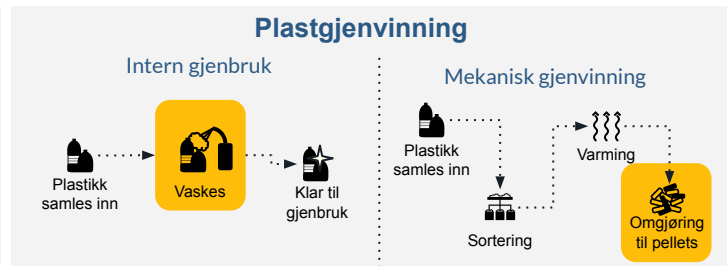 Plastgjenvinning
Intern gjenbruk
Plastikk
samles inn
Vaskes
Klar til
gjenbruk
Mekanisk gjenvinning
Plastikk
samles inn
Sortering
Varming
Omgjøring
til pellets